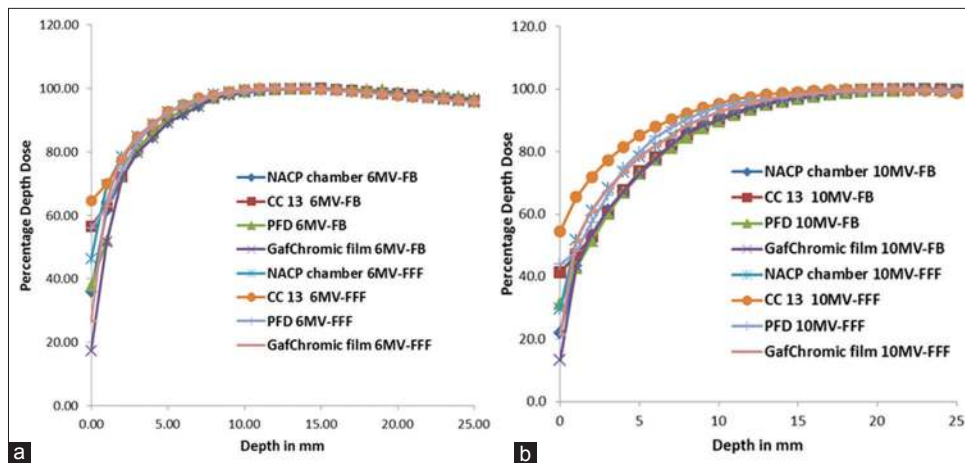 120.00
100.00
80.00
60.00
40.00
20.00
0.00
Percentage Depth Dose
NACP chamber 6MV-FB
CC 13 6MV-FB
PFD 6MV-FB
GafChromic film 6MV-FB
NACP chamber 6MV-FFF
CC 13 6MV-FFF
PFD 6MV-FFF
GafChromic film 6MV-FFF
0.00 5.00 10.00 15.00 20.00 25.00
Depth in mm
a
120.0
100.0
80.0
60.0
40.0
20.0
0.0
Percentage Depth Dose
NACP chamber 10MV-FB
CC 13 10MV-FB
PFD 10MV-FB
GafChromic film 10MV-FB
NACP chamber 10MV-FFF
CC 13 10MV-FFF
PFD 10MV-FFF
GafChromic film 10MV-FFF
0 5 10 15 20 25
Depth in mm
b